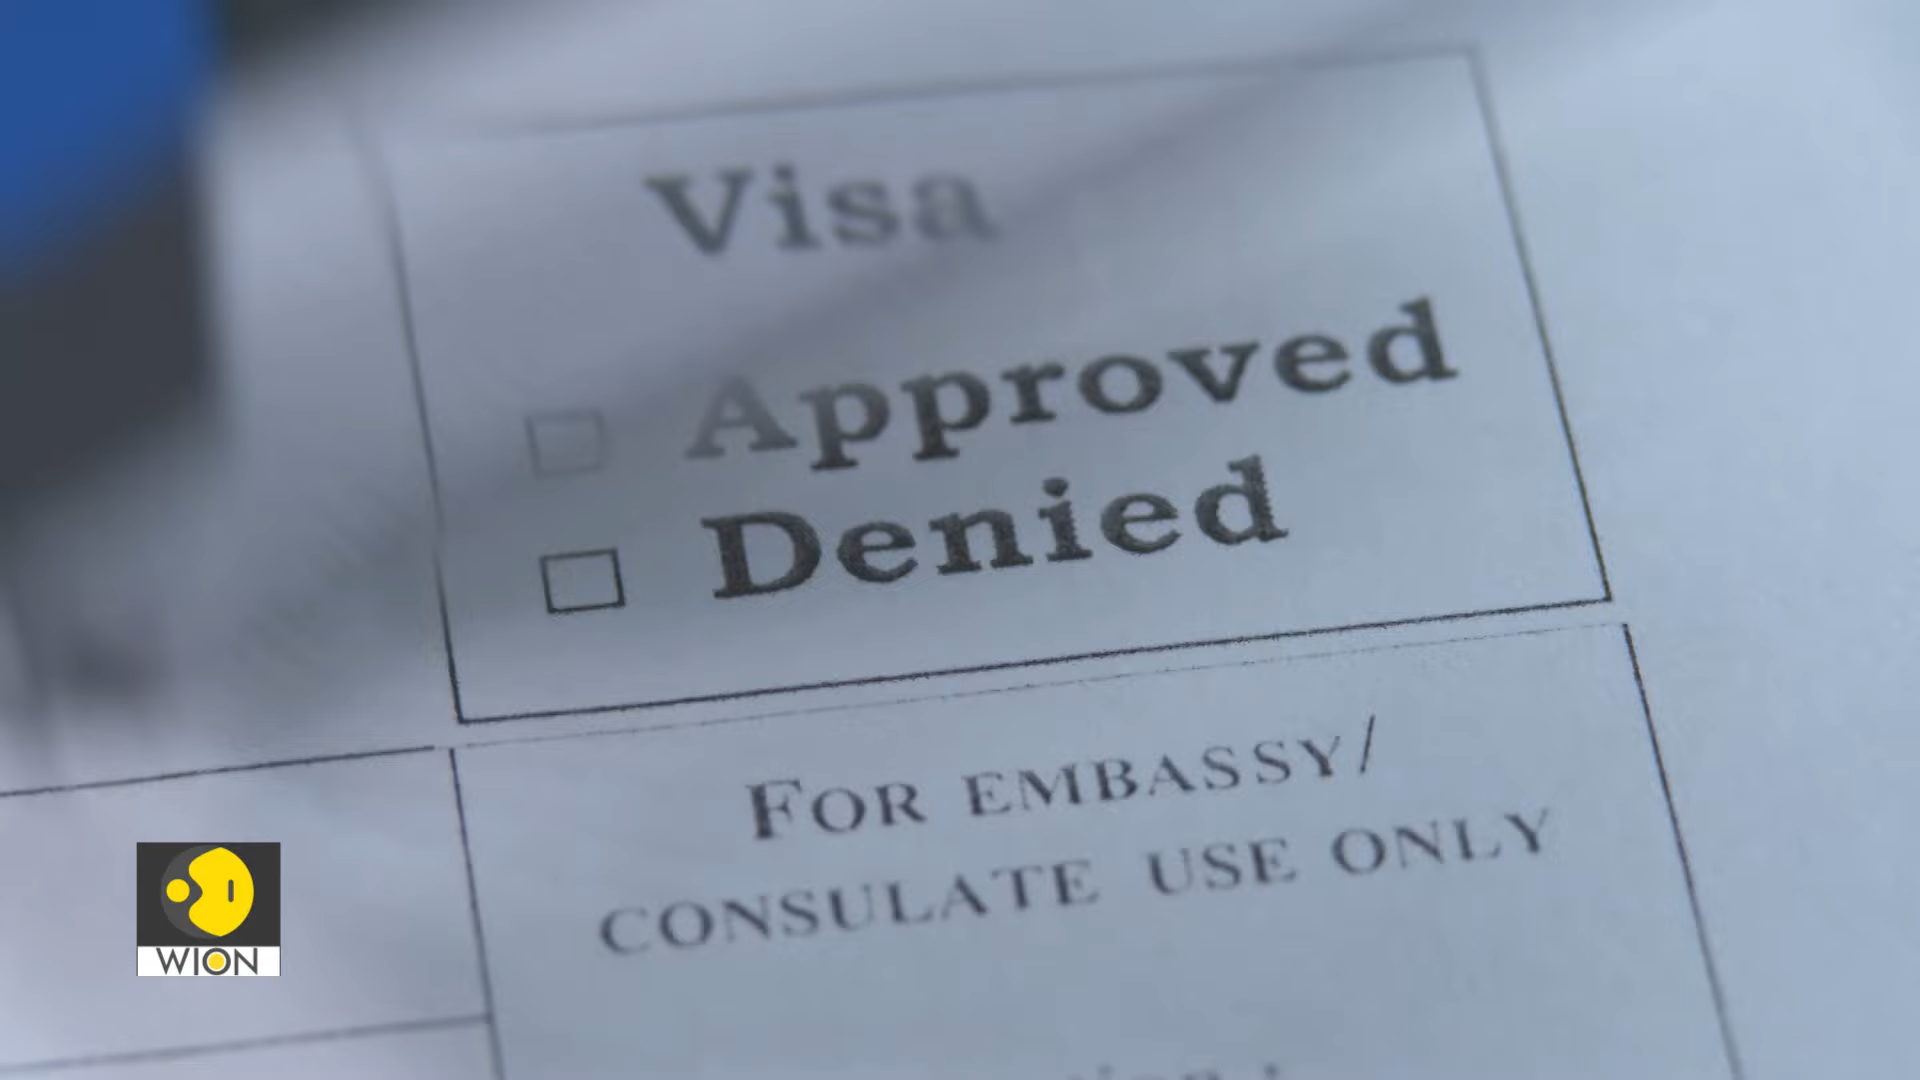 Visa
Approved
Denied
FOR EMBASSY/
CONSULATE USE ONLY
WION